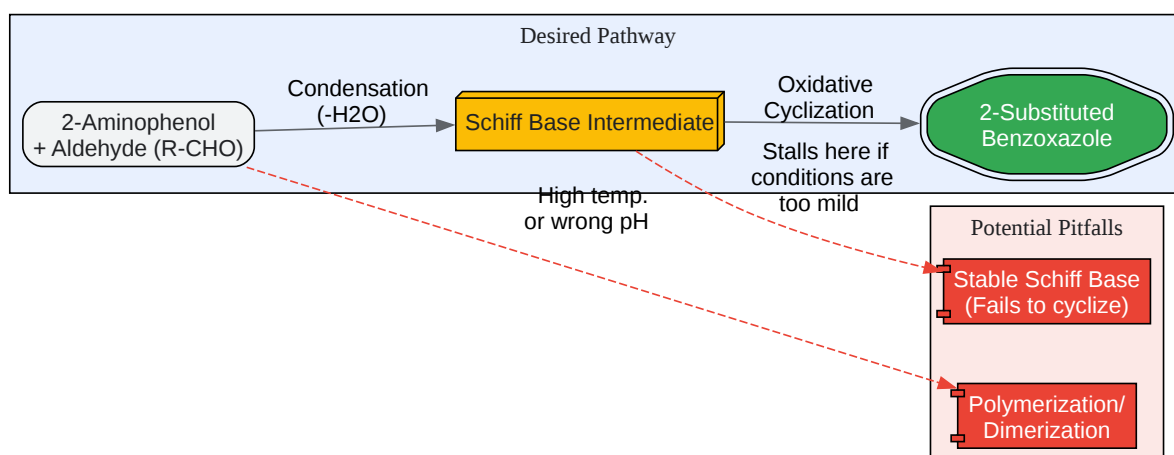 Desired Pathway
2-Aminophenol
+ Aldehyde (R-CHO)
Condensation
(-H2O)
Schiff Base Intermediate
Oxidative
Cyclization
2-Substituted
Benzoxazole
High temp.
or wrong pH
Stalls here if
conditions are
too mild
Potential Pitfalls
Stable Schiff Base
(Fails to cyclize)
Polymerization/
Dimerization